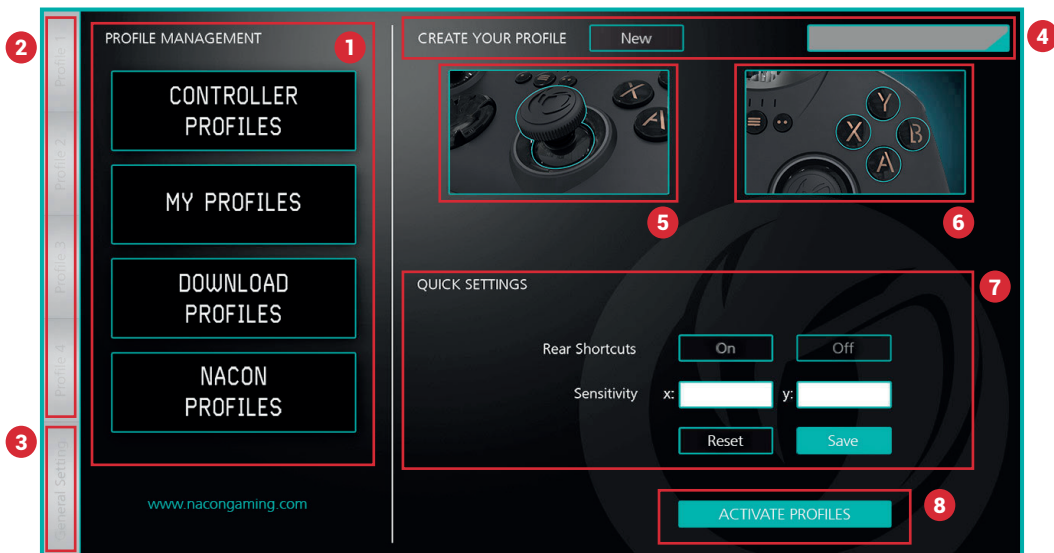 2
Profile 1
Profile 2
Profile 3
Profile 4
3
General Setting
PROFILE MANAGEMENT
1
CONTROLLER
PROFILES
MY PROFILES
DOWNLOAD
PROFILES
NACON
PROFILES
www.nacongaming.com
CREATE YOUR PROFILE New
4
X
A
5
Y
X B
A
6
QUICK SETTINGS
7
Rear Shortcuts On Off
Sensitivity x: y:
Reset Save
ACTIVATE PROFILES
8